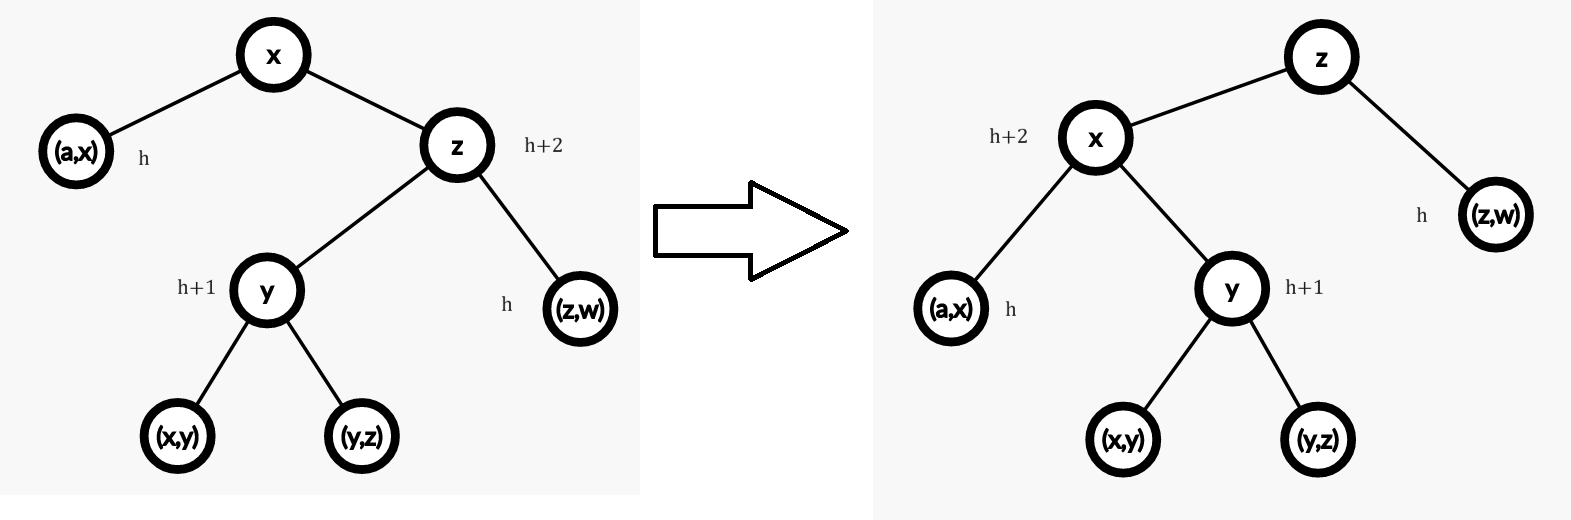 x
(a,x)
h
z
h+2
h+1
y
h
(z,w)
(x,y)
(y,z)
z
h+2
x
h
(z,w)
(a,x)
h
y
h+1
(x,y)
(y,z)